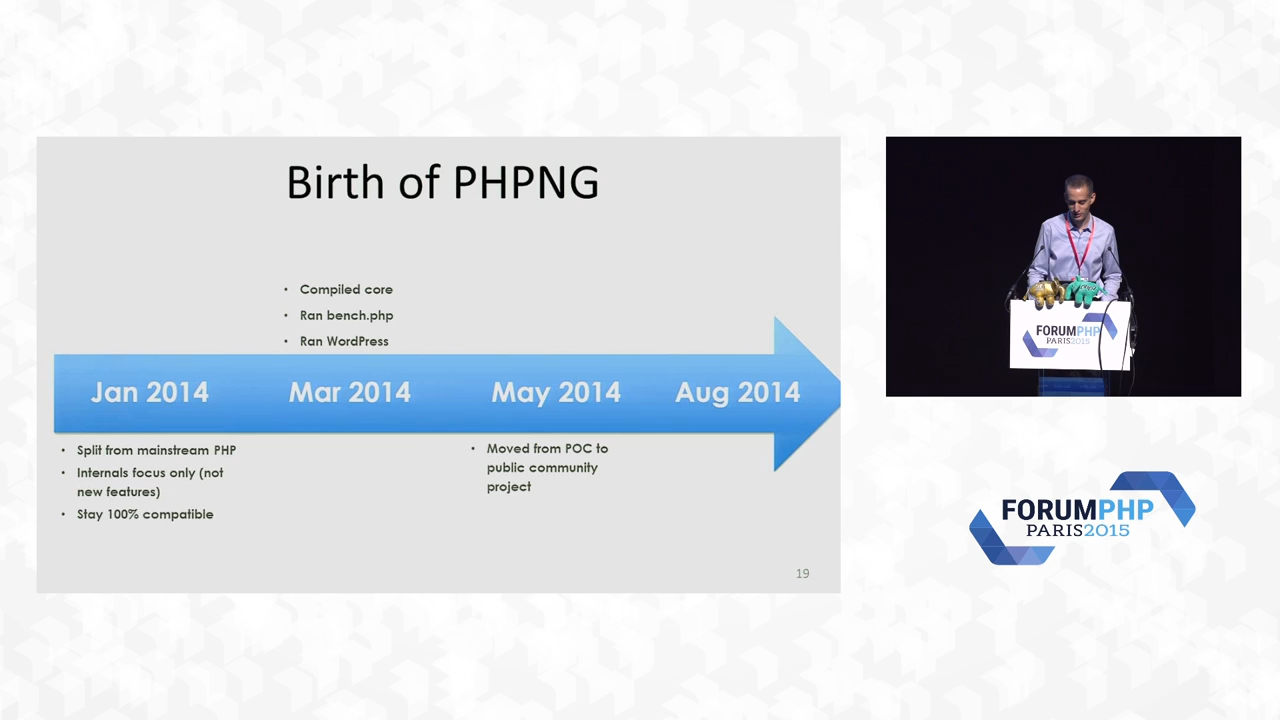 Birth of PHPNG
• Compiled core
• Ran bench.php
• Ran WordPress
Jan 2014
Mar 2014
May 2014
Aug 2014
• Split from mainstream PHP
• Internals focus only (not
new features)
• Stay 100% compatible
• Moved from POC to
public community
project
19
FORUMPHP
PARIS2015
FORUMPHP
PARIS2015